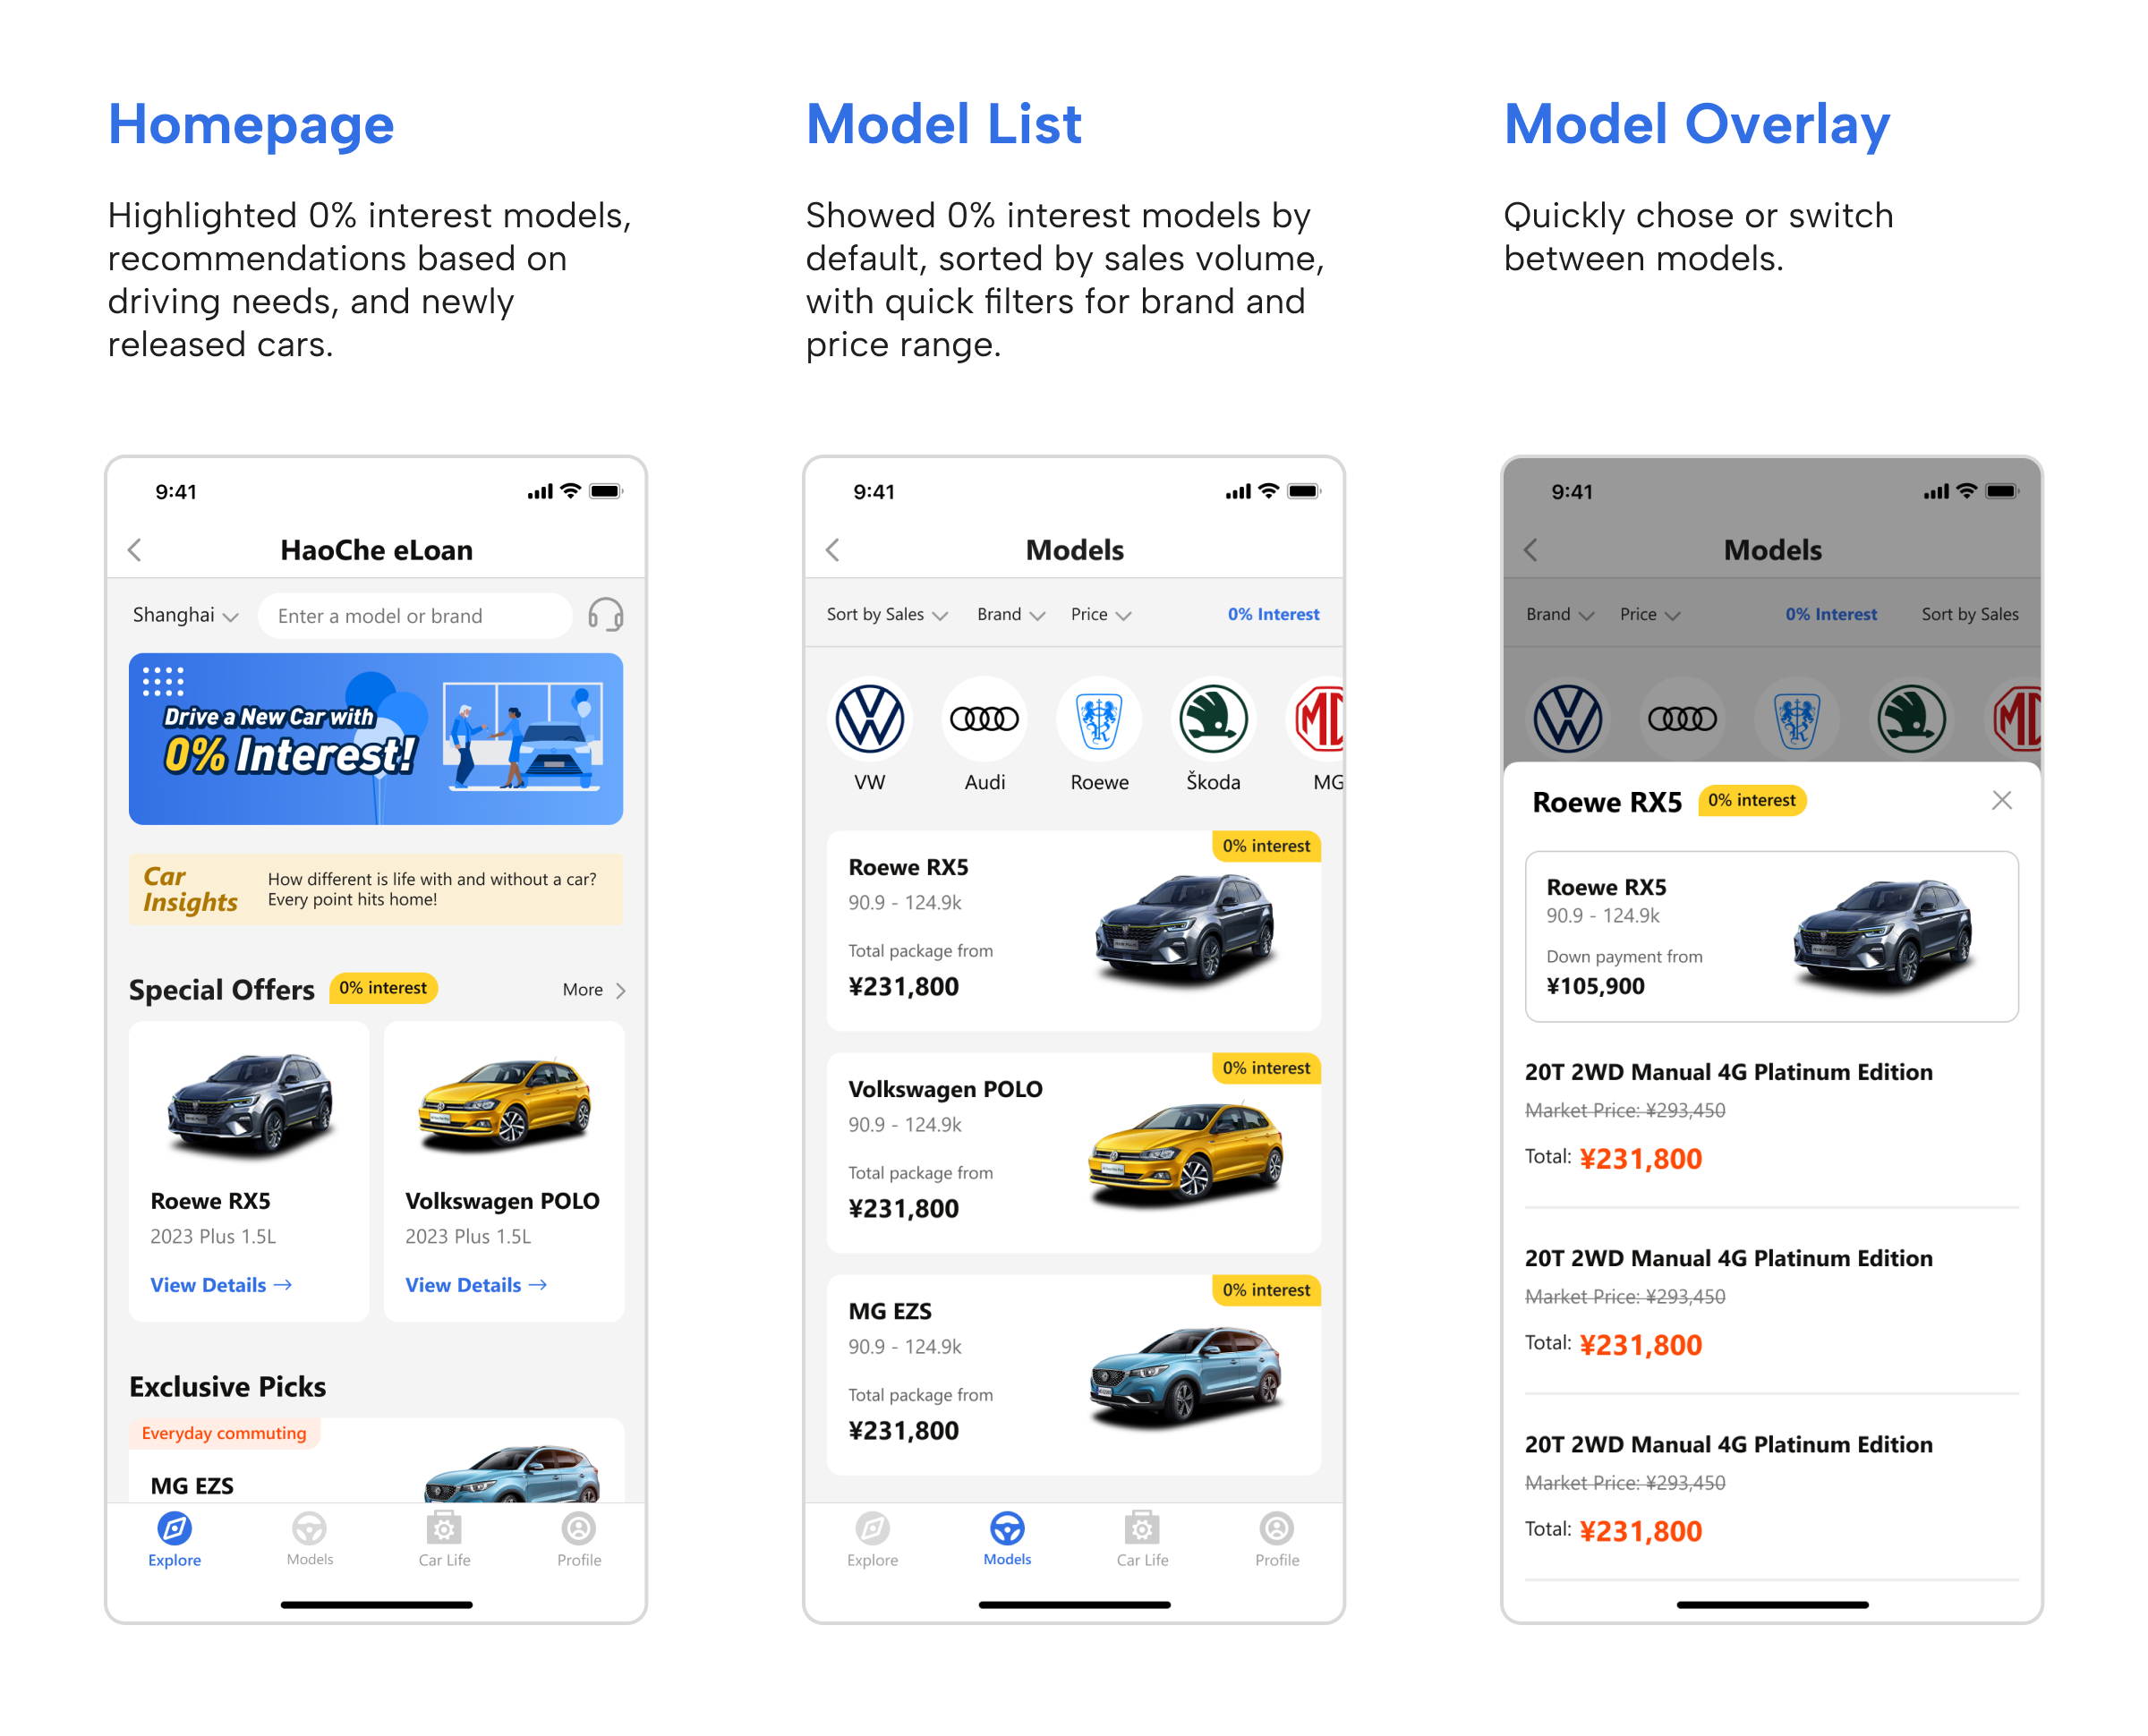 Homepage
Highlighted 0% interest models,
recommendations based on
driving needs, and newly
released cars.
9:41
HaoChe eLoan
Shanghai
Enter a model or brand
Drive a New Car with
0% Interest!
Car
Insights
How different is life with and without a car?
Every point hits home!
Special Offers
0% interest
More
Roewe RX5
2023 Plus 1.5L
View Details
Volkswagen POLO
2023 Plus 1.5L
View Details
Exclusive Picks
Everyday commuting
MG EZS
Explore
Models
Car Life
Profile
Model List
Showed 0% interest models by
default, sorted by sales volume,
with quick filters for brand and
price range.
9:41
Models
Sort by Sales
Brand
Price
0% Interest
VW
Audi
Roewe
Škoda
MG
0% interest
Roewe RX5
90.9 - 124.9k
Total package from
¥231,800
0% interest
Volkswagen POLO
90.9 - 124.9k
Total package from
¥231,800
0% interest
MG EZS
90.9 - 124.9k
Total package from
¥231,800
Explore
Models
Car Life
Profile
Model Overlay
Quickly chose or switch
between models.
9:41
Models
Brand
Price
0% Interest
Sort by Sales
Roewe RX5
0% interest
Roewe RX5
90.9 - 124.9k
Down payment from
¥105,900
20T 2WD Manual 4G Platinum Edition
Market Price: ¥293,450
Total: ¥231,800
20T 2WD Manual 4G Platinum Edition
Market Price: ¥293,450
Total: ¥231,800
20T 2WD Manual 4G Platinum Edition
Market Price: ¥293,450
Total: ¥231,800